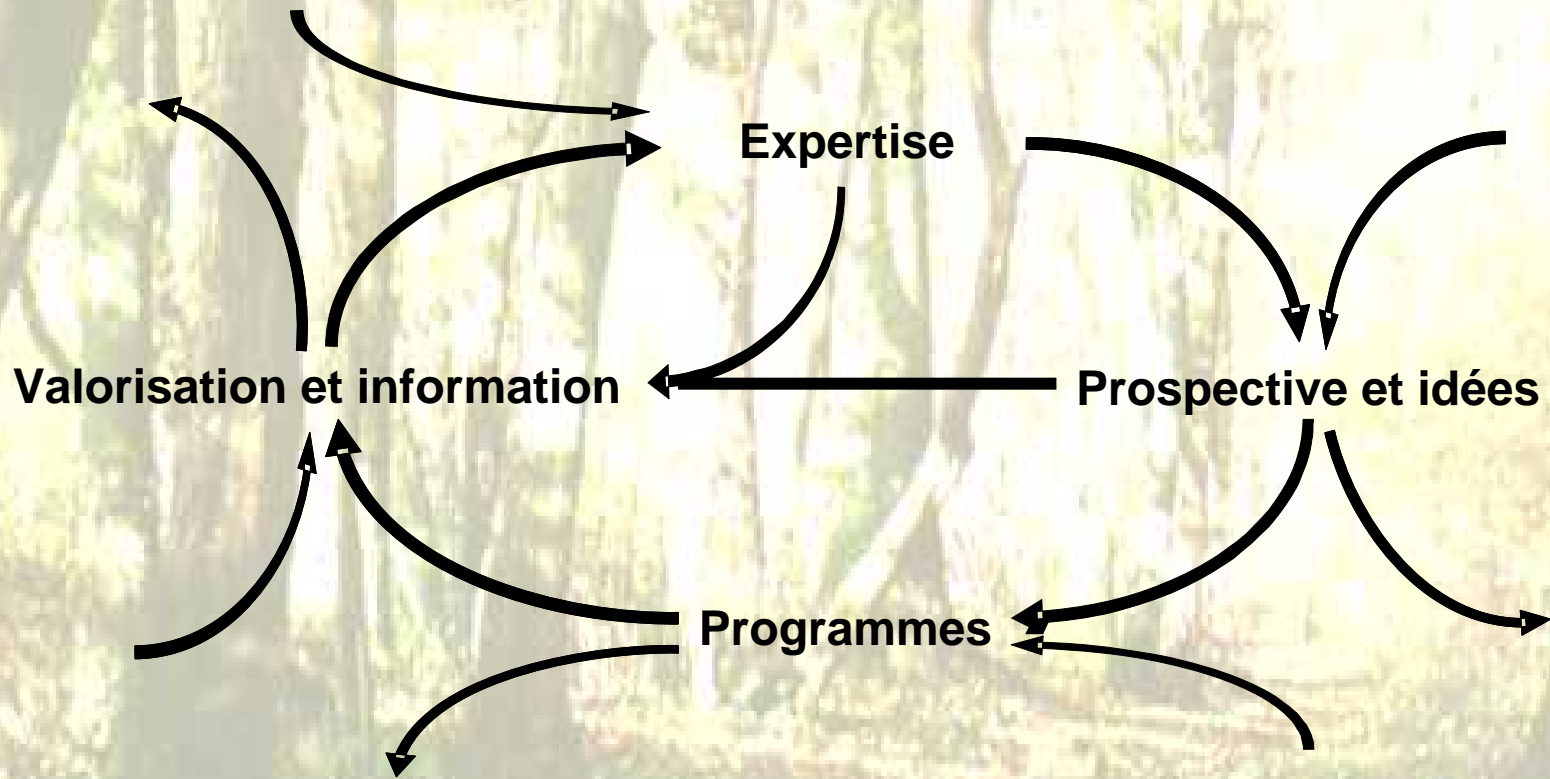 Expertise
Valorisation et information
Prospective et idées
Programmes